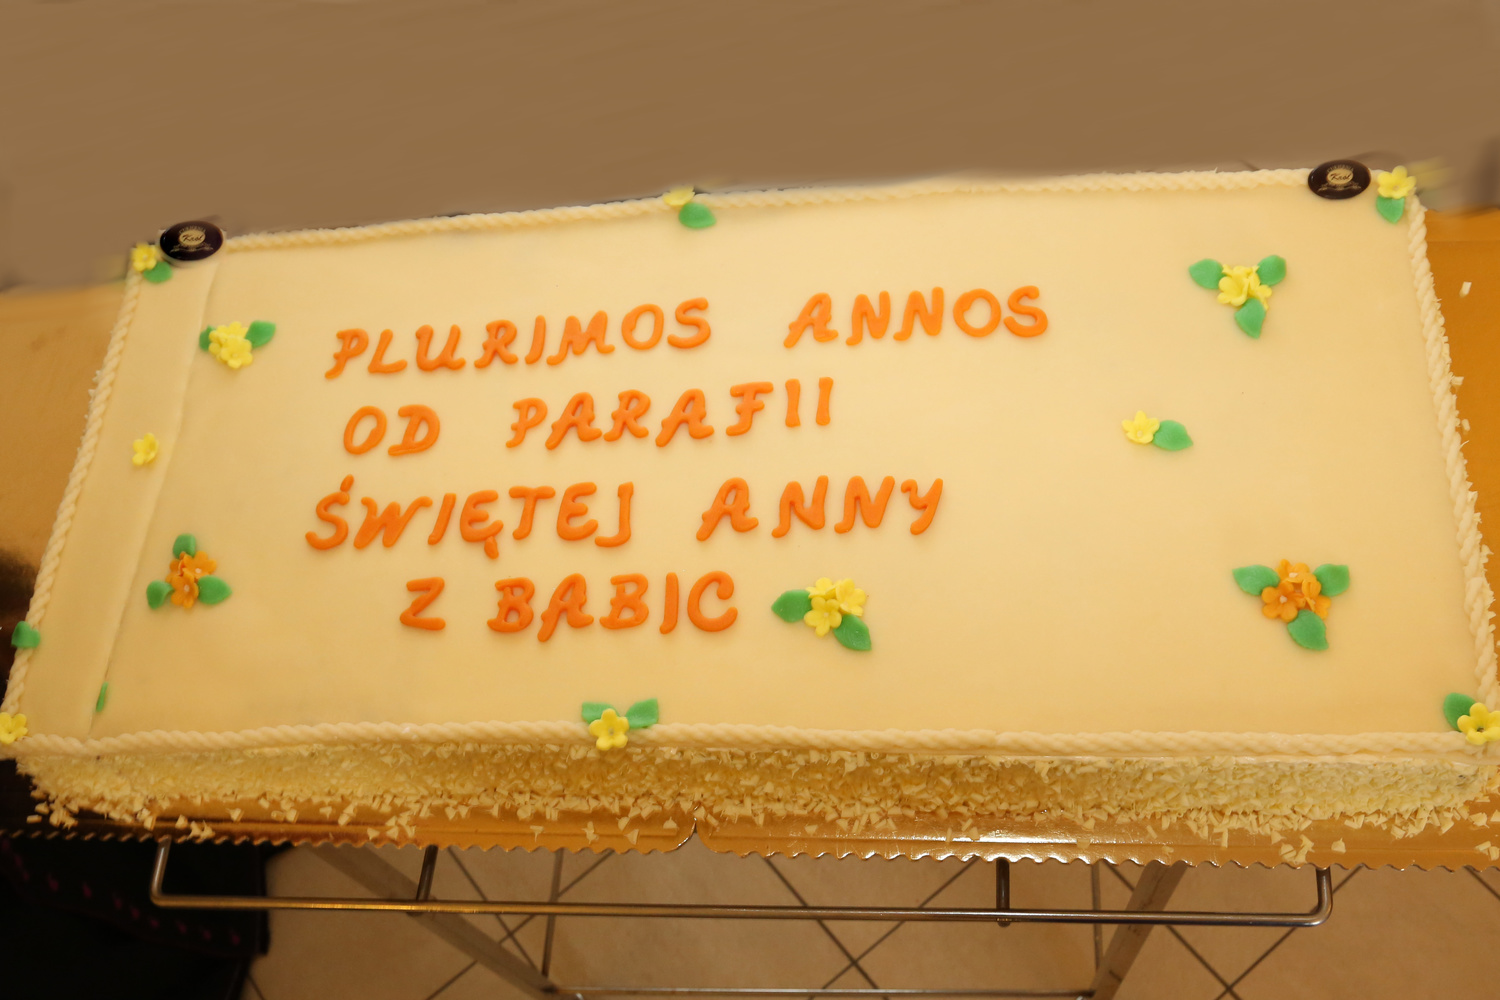 PLURIMOS ANNOS
OD PARAFII
ŚWIĘTEJ ANNY
Z BABIC